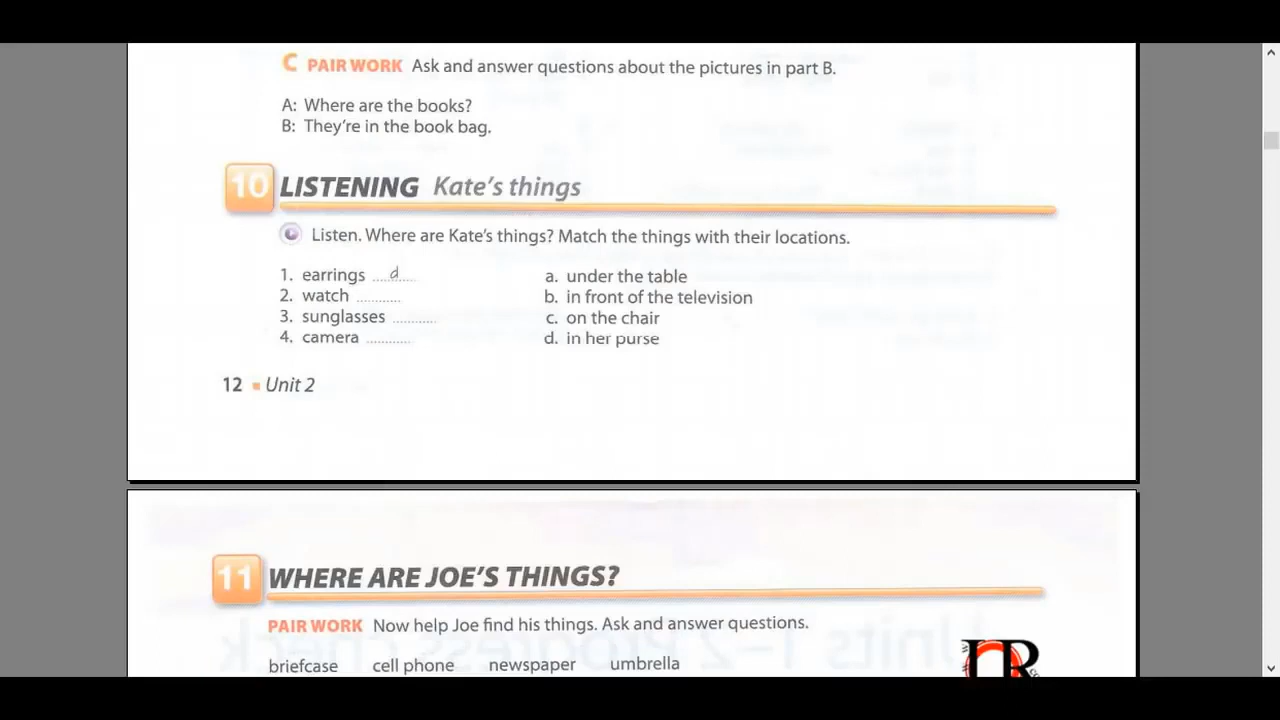 C PAIR WORK Ask and answer questions about the pictures in part B.
A: Where are the books?
B: They're in the book bag.
10 LISTENING Kate's things
Listen. Where are Kate's things? Match the things with their locations.
1. earrings ....d.... a. under the table
2. watch ........... b. in front of the television
3. sunglasses ........... c. on the chair
4. camera ........... d. in her purse
12 ▪ Unit 2
11 WHERE ARE JOE'S THINGS?
PAIR WORK Now help Joe find his things. Ask and answer questions.
briefcase cell phone newspaper umbrella